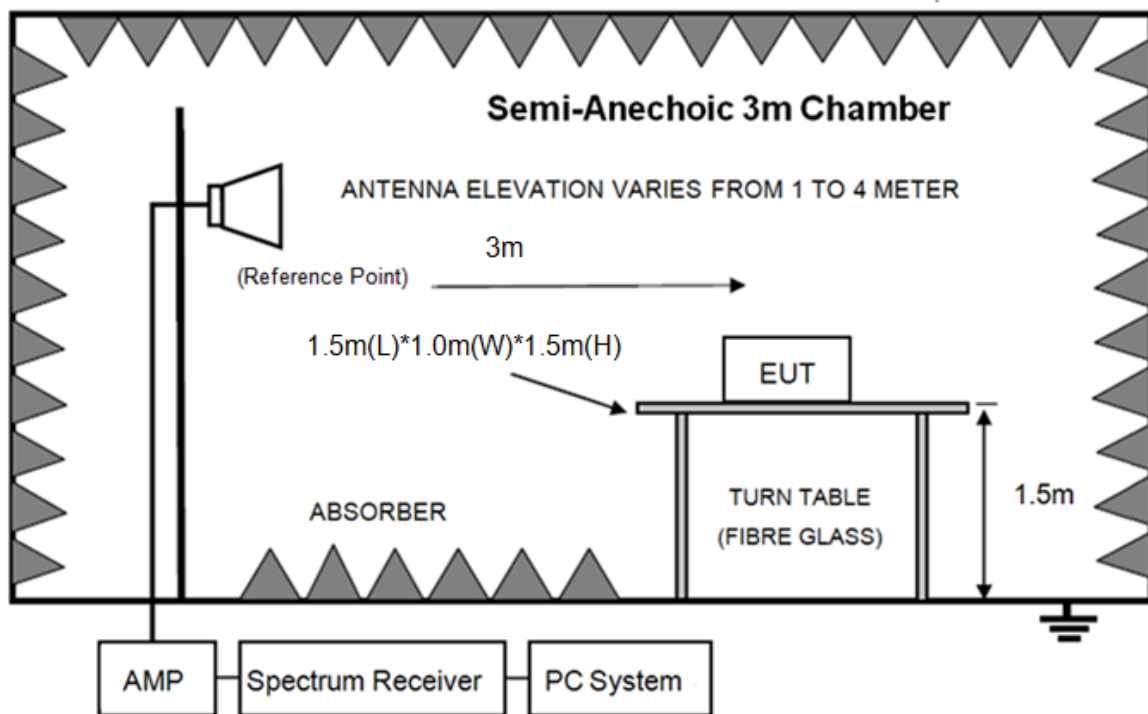 Semi-Anechoic 3m Chamber
ANTENNA ELEVATION VARIES FROM 1 TO 4 METER
3m
(Reference Point)
1.5m(L)*1.0m(W)*1.5m(H)
EUT
1.5m
TURN TABLE
(FIBRE GLASS)
ABSORBER
AMP
Spectrum Receiver
PC System